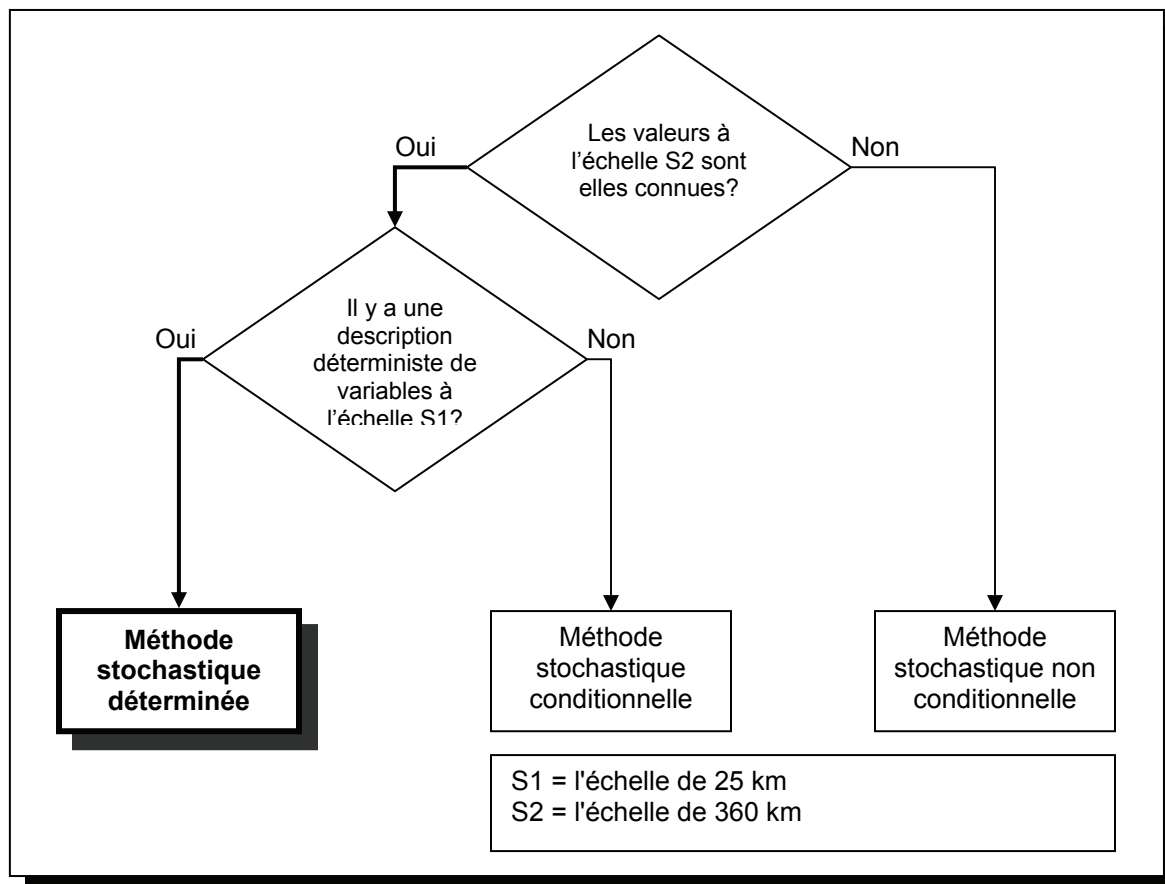 Les valeurs à
l'échelle S2 sont
elles connues?
Oui
Non
Il y a une
description
déterministe de
variables à
l'échelle S1?
Oui
Non
Méthode
stochastique
déterminée
Méthode
stochastique
conditionnelle
Méthode
stochastique non
conditionnelle
S1 = l'échelle de 25 km
S2 = l'échelle de 360 km